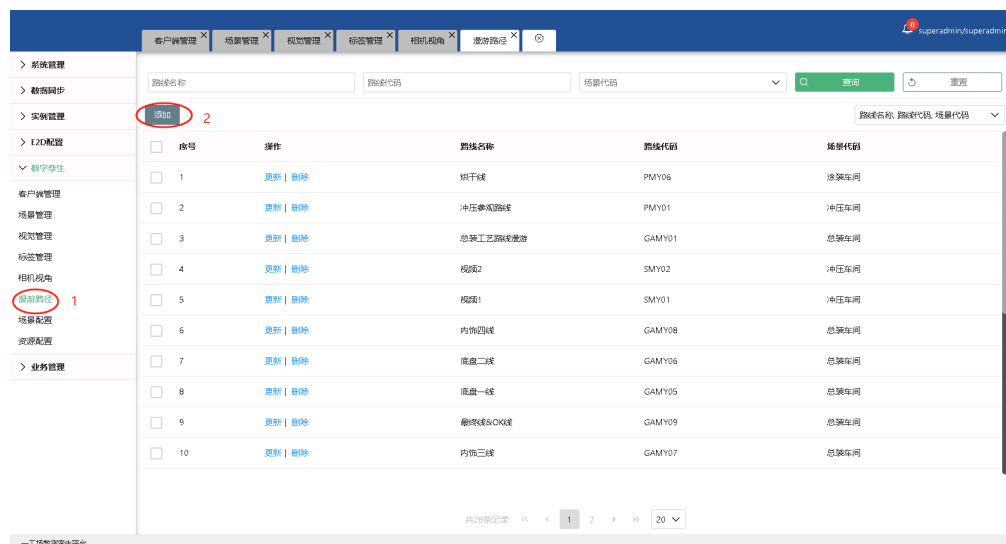 0
superadmin/superadmin
客户端管理 ×
场景管理 ×
视觉管理 ×
标签管理 ×
相机视角 ×
漫游路径 ×
系统管理
数据同步
实例管理
E2D配置
数字孪生
客户端管理
场景管理
视觉管理
标签管理
相机视角
漫游路径 1
场景配置
资源配置
业务管理
路线名称 路线代码 场景代码 查询 重置
添加 2 路线名称, 路线代码, 场景代码
序号 操作 路线名称 路线代码 场景代码
1 更新 | 删除 烘干线 PMY06 涂装车间
2 更新 | 删除 冲压参观路线 PMY01 冲压车间
3 更新 | 删除 总装工艺路线漫游 GAMY01 总装车间
4 更新 | 删除 视频2 SMY02 冲压车间
5 更新 | 删除 视频1 SMY01 冲压车间
6 更新 | 删除 内饰四线 GAMY08 总装车间
7 更新 | 删除 底盘二线 GAMY06 总装车间
8 更新 | 删除 底盘一线 GAMY05 总装车间
9 更新 | 删除 最终线&OK线 GAMY09 总装车间
10 更新 | 删除 内饰三线 GAMY07 总装车间
共28条记录 « < 1 2 > » 20